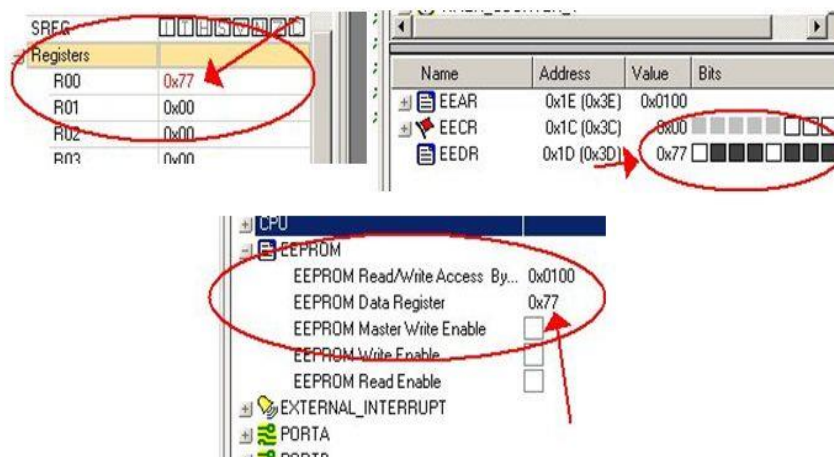 SREG I T H S V N Z C
Registers
R00 0x77
R01 0x00
R02 0x00
R03 0x00
Name Address Value Bits
EEAR 0x1E (0x3E) 0x0100
EECR 0x1C (0x3C) 0x00
EEDR 0x1D (0x3D) 0x77
CPU
EEPROM
EEPROM Read/Write Access By... 0x0100
EEPROM Data Register 0x77
EEPROM Master Write Enable
EEPROM Write Enable
EEPROM Read Enable
EXTERNAL_INTERRUPT
PORTA
PORTB